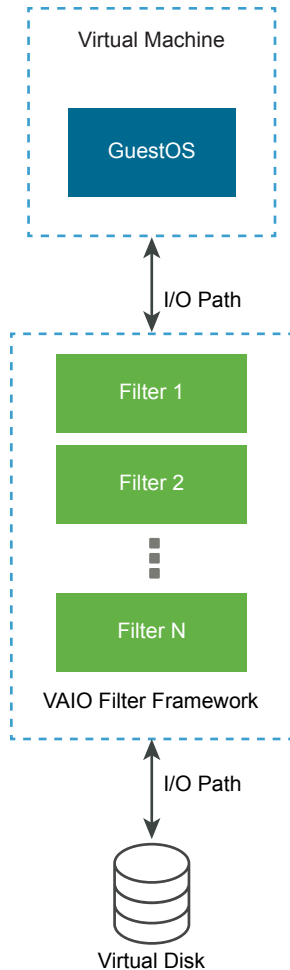 Virtual Machine
GuestOS
I/O Path
Filter 1
Filter 2
Filter N
VAIO Filter Framework
I/O Path
Virtual Disk